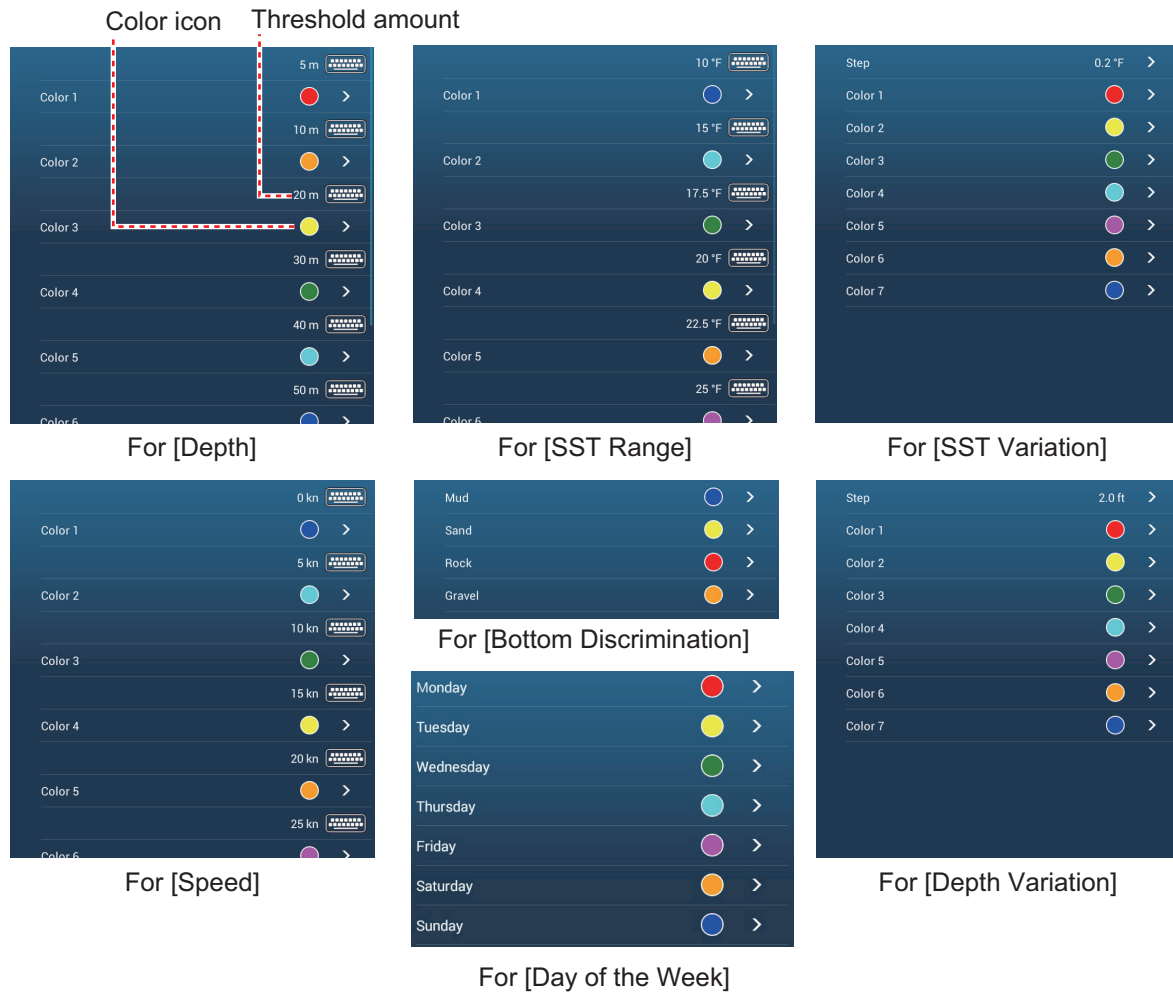 Color icon
Threshold amount
5 m
Color 1
10 m
Color 2
20 m
Color 3
30 m
Color 4
40 m
Color 5
50 m
Color 6
For [Depth]
10 °F
Color 1
15 °F
Color 2
17.5 °F
Color 3
20 °F
Color 4
22.5 °F
Color 5
25 °F
Color 6
For [SST Range]
Step 0.2 °F
Color 1
Color 2
Color 3
Color 4
Color 5
Color 6
Color 7
For [SST Variation]
0 kn
Color 1
5 kn
Color 2
10 kn
Color 3
15 kn
Color 4
20 kn
Color 5
25 kn
Color 6
For [Speed]
Mud
Sand
Rock
Gravel
For [Bottom Discrimination]
Monday
Tuesday
Wednesday
Thursday
Friday
Saturday
Sunday
For [Day of the Week]
Step 2.0 ft
Color 1
Color 2
Color 3
Color 4
Color 5
Color 6
Color 7
For [Depth Variation]